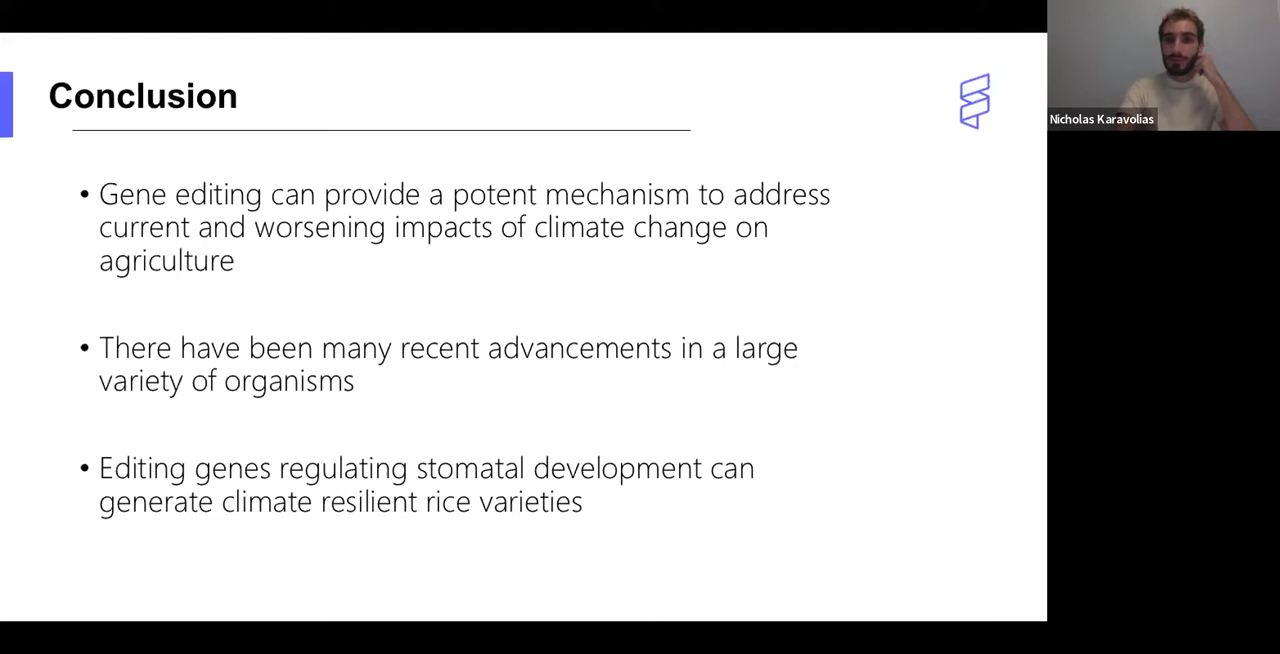 Conclusion
• Gene editing can provide a potent mechanism to address
current and worsening impacts of climate change on
agriculture
• There have been many recent advancements in a large
variety of organisms
• Editing genes regulating stomatal development can
generate climate resilient rice varieties
Nicholas Karavolias